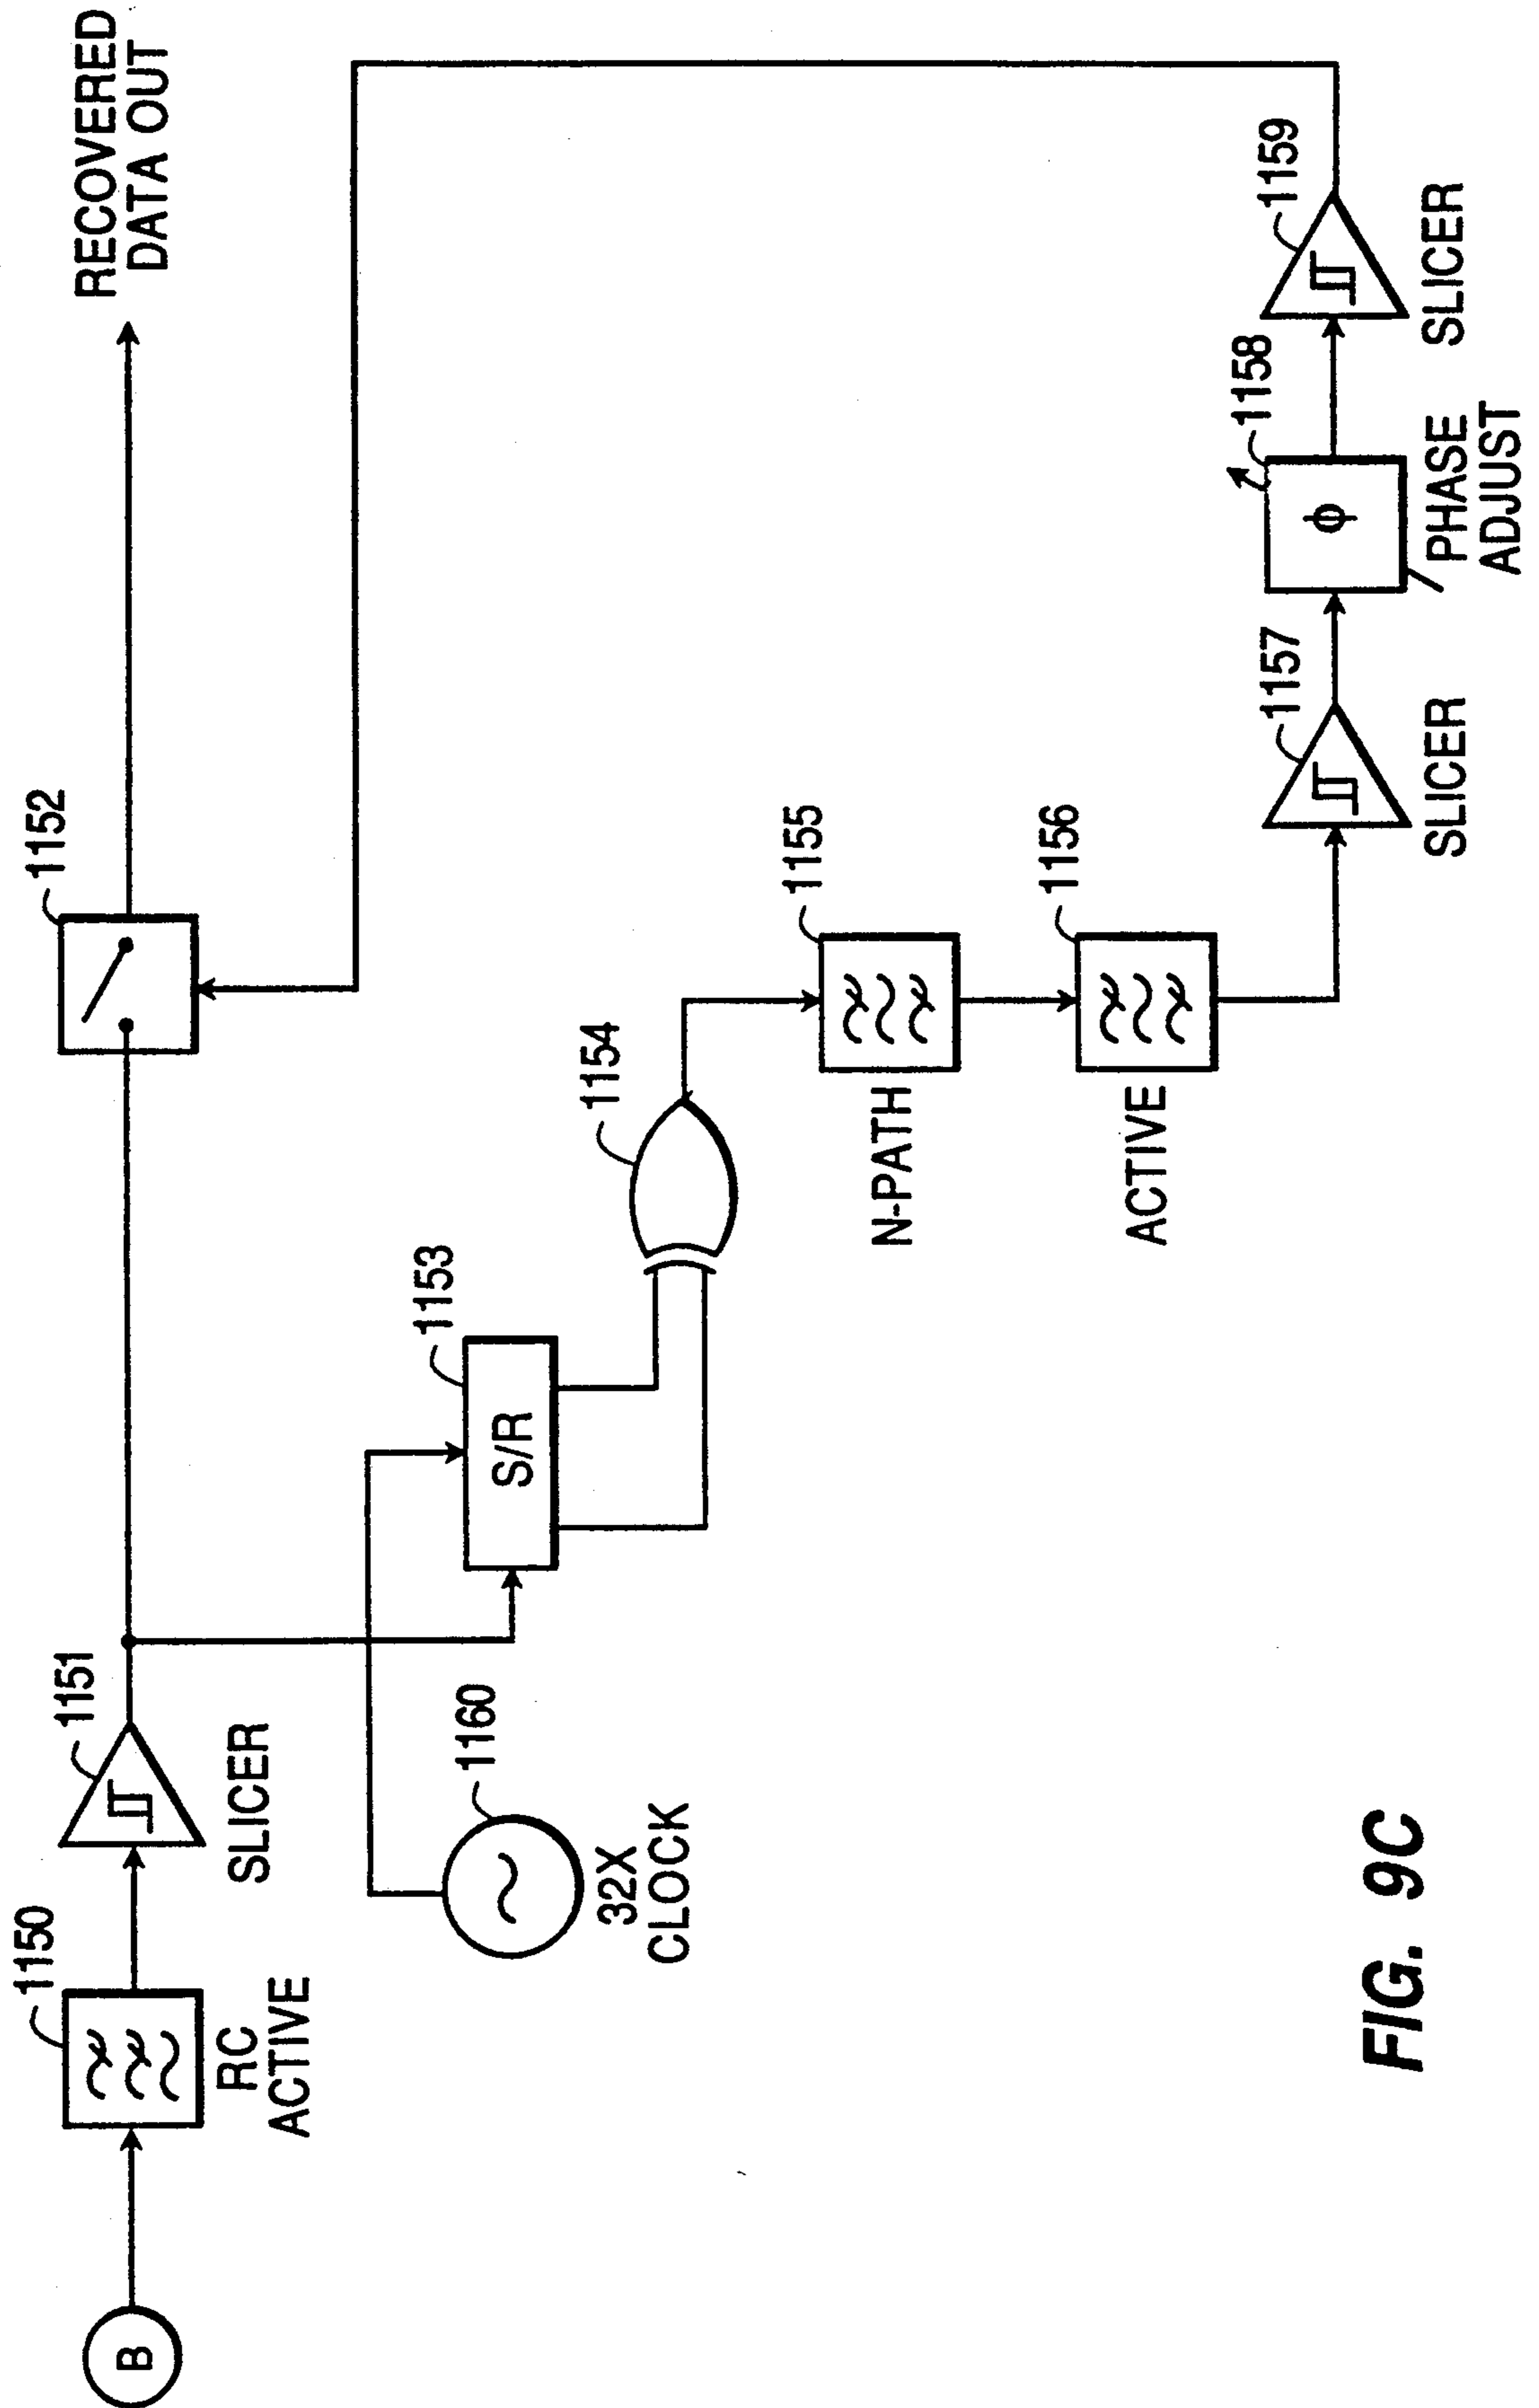 B
1150
RC
ACTIVE
1151
SLICER
1152
RECOVERED
DATA OUT
1160
32X
CLOCK
1153
S/R
1154
1155
N-PATH
1156
ACTIVE
1157
SLICER
1158
ϕ
PHASE
ADJUST
1159
SLICER
FIG. 9C